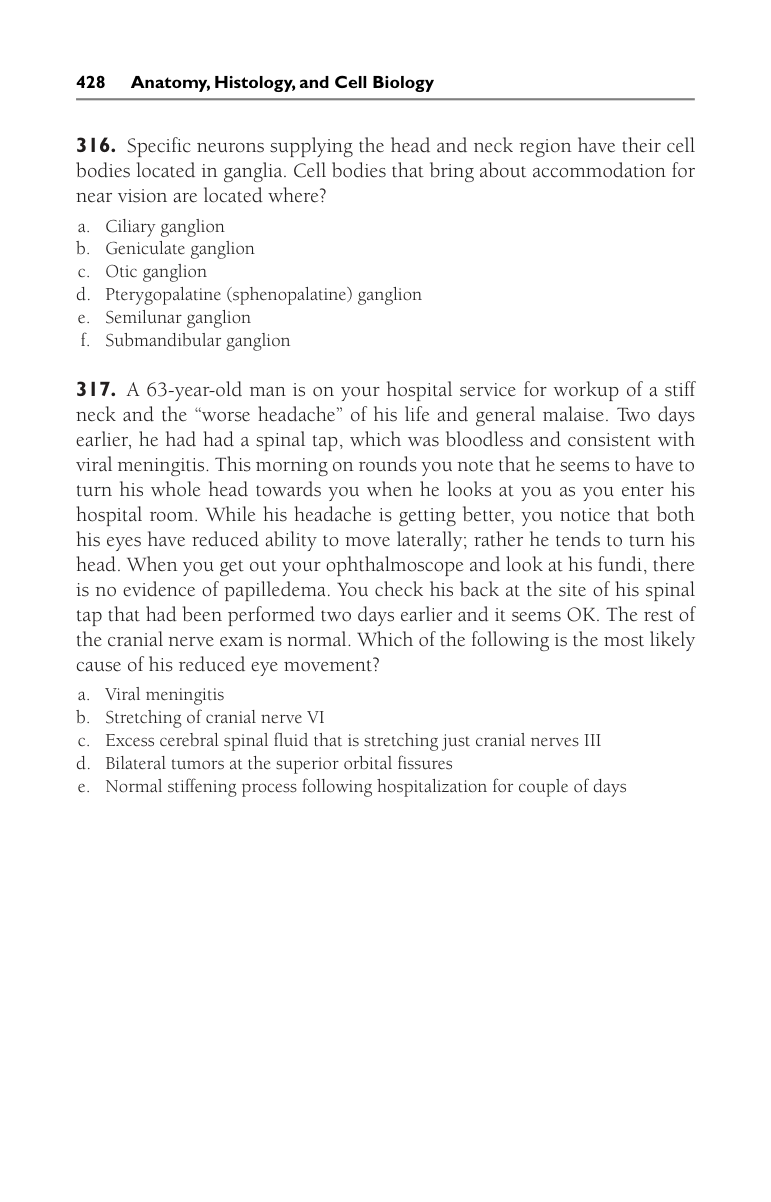 428 Anatomy, Histology, and Cell Biology
316. Specific neurons supplying the head and neck region have their cell
bodies located in ganglia. Cell bodies that bring about accommodation for
near vision are located where?
a. Ciliary ganglion
b. Geniculate ganglion
c. Otic ganglion
d. Pterygopalatine (sphenopalatine) ganglion
e. Semilunar ganglion
f. Submandibular ganglion
317. A 63-year-old man is on your hospital service for workup of a stiff
neck and the “worse headache” of his life and general malaise. Two days
earlier, he had had a spinal tap, which was bloodless and consistent with
viral meningitis. This morning on rounds you note that he seems to have to
turn his whole head towards you when he looks at you as you enter his
hospital room. While his headache is getting better, you notice that both
his eyes have reduced ability to move laterally; rather he tends to turn his
head. When you get out your ophthalmoscope and look at his fundi, there
is no evidence of papilledema. You check his back at the site of his spinal
tap that had been performed two days earlier and it seems OK. The rest of
the cranial nerve exam is normal. Which of the following is the most likely
cause of his reduced eye movement?
a. Viral meningitis
b. Stretching of cranial nerve VI
c. Excess cerebral spinal fluid that is stretching just cranial nerves III
d. Bilateral tumors at the superior orbital fissures
e. Normal stiffening process following hospitalization for couple of days